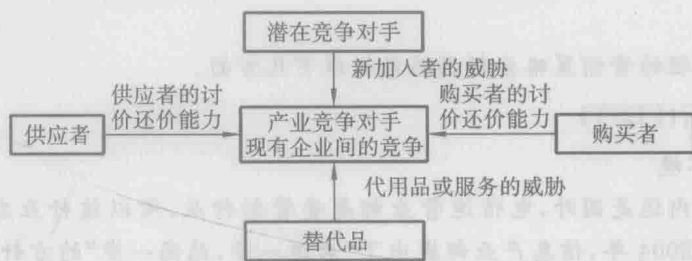 潜在竞争对手
新加入者的威胁
供应者的讨
价还价能力
购买者的讨
价还价能力
供应者
产业竞争对手
现有企业间的竞争
购买者
代用品或服务的威胁
替代品